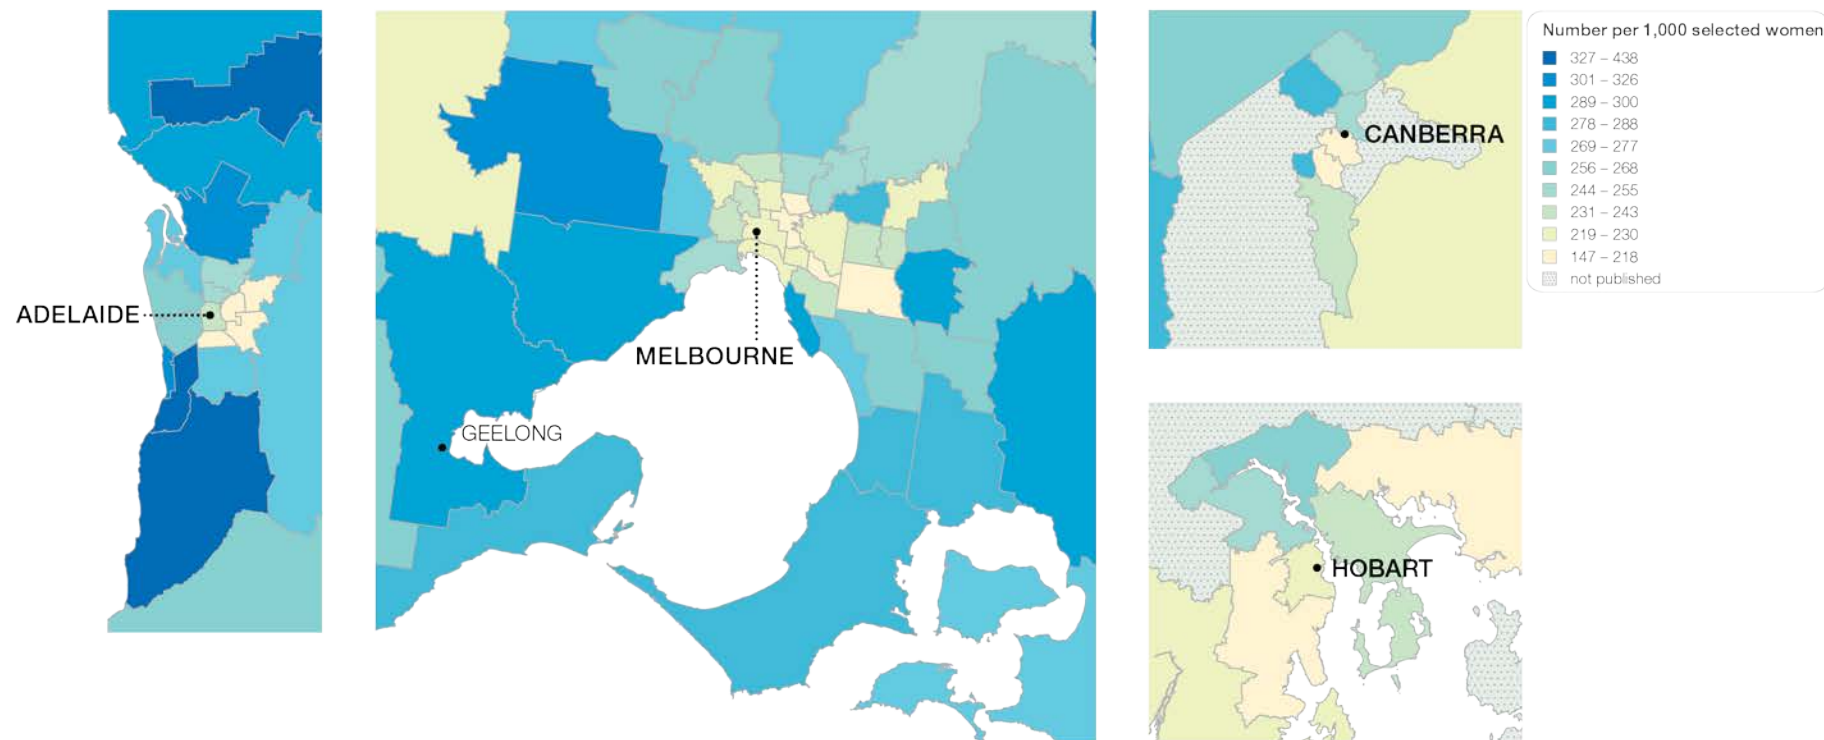 ADELAIDE
MELBOURNE
GEELONG
CANBERRA
HOBART
Number per 1,000 selected women
327 – 438
301 – 326
289 – 300
278 – 288
269 – 277
256 – 268
244 – 255
231 – 243
219 – 230
147 – 218
not published